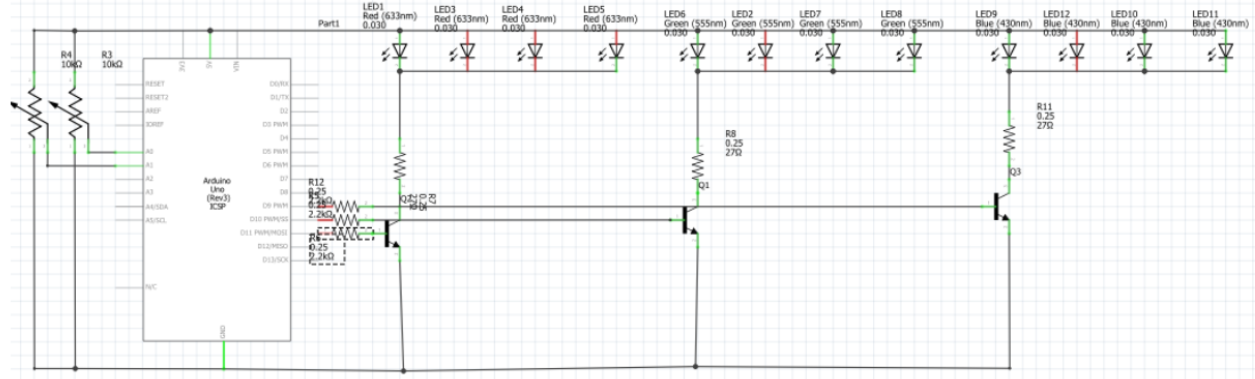 Part1
LED1
Red (633nm)
0.030
LED3
Red (633nm)
0.030
LED4
Red (633nm)
0.030
LED5
Red (633nm)
0.030
LED6
Green (555nm)
0.030
LED2
Green (555nm)
0.030
LED7
Green (555nm)
0.030
LED8
Green (555nm)
0.030
LED9
Blue (430nm)
0.030
LED12
Blue (430nm)
0.030
LED10
Blue (430nm)
0.030
LED11
Blue (430nm)
0.030
R4
10kΩ
R3
10kΩ
3V3
5V
VIN
RESET
RESET2
AREF
IOREF
A0
A1
A2
A3
A4/SDA
A5/SCL
N/C
Arduino
Uno
(Rev3)
ICSP
D0/RX
D1/TX
D2
D3 PWM
D4
D5 PWM
D6 PWM
D7
D8
D9 PWM
D10 PWM/SS
D11 PWM/MOSI
D12/MISO
D13/SCK
GND
R12
0.25
2.2kΩ
0.25
2.2kΩ
0.25
2.2kΩ
R7
0.25
27Ω
R8
0.25
27Ω
Q1
R11
0.25
27Ω
Q3